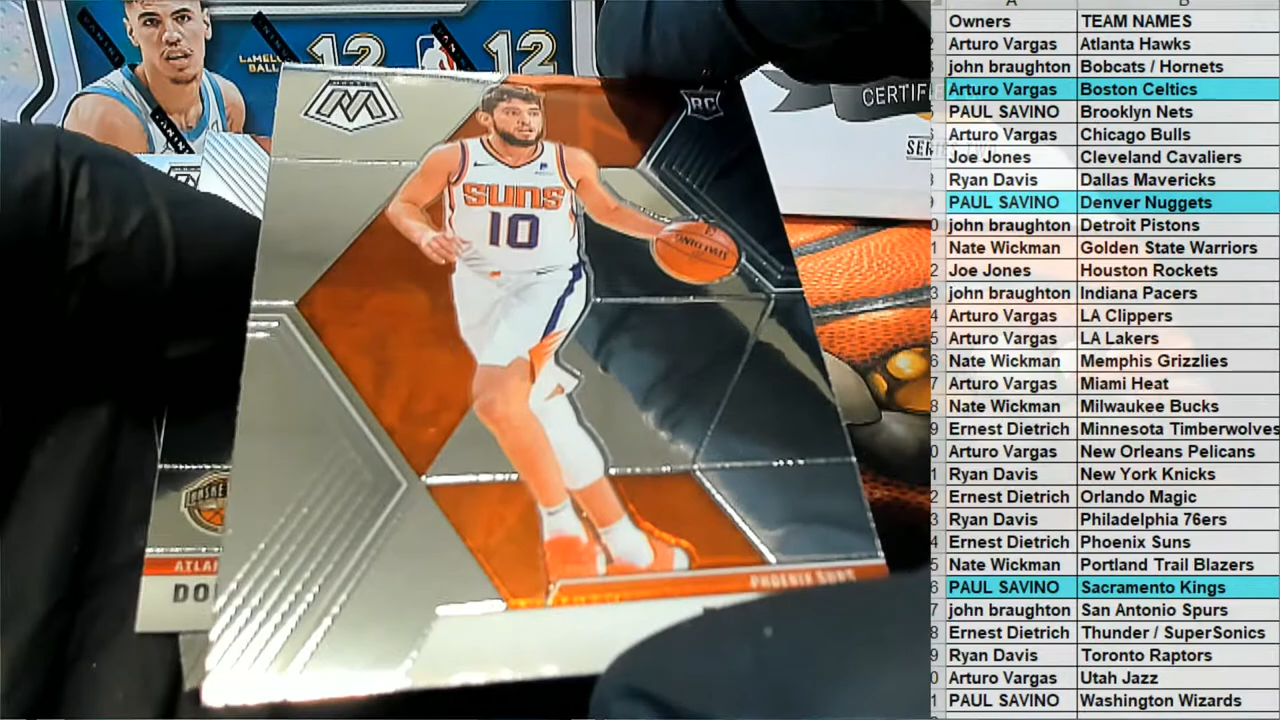 12
LAMELO
BALL
12
NBA
MOSAIC
RC
SUNS
10
SPALDING
PHOENIX SUNS
ATLA
DO
CERTIFI
SER
A B
Owners TEAM NAMES
Arturo Vargas Atlanta Hawks
john braughton Bobcats / Hornets
Arturo Vargas Boston Celtics
PAUL SAVINO Brooklyn Nets
Arturo Vargas Chicago Bulls
Joe Jones Cleveland Cavaliers
Ryan Davis Dallas Mavericks
PAUL SAVINO Denver Nuggets
john braughton Detroit Pistons
Nate Wickman Golden State Warriors
Joe Jones Houston Rockets
john braughton Indiana Pacers
Arturo Vargas LA Clippers
Arturo Vargas LA Lakers
Nate Wickman Memphis Grizzlies
Arturo Vargas Miami Heat
Nate Wickman Milwaukee Bucks
Ernest Dietrich Minnesota Timberwolves
Arturo Vargas New Orleans Pelicans
Ryan Davis New York Knicks
Ernest Dietrich Orlando Magic
Ryan Davis Philadelphia 76ers
Ernest Dietrich Phoenix Suns
Nate Wickman Portland Trail Blazers
PAUL SAVINO Sacramento Kings
john braughton San Antonio Spurs
Ernest Dietrich Thunder / SuperSonics
Ryan Davis Toronto Raptors
Arturo Vargas Utah Jazz
PAUL SAVINO Washington Wizards